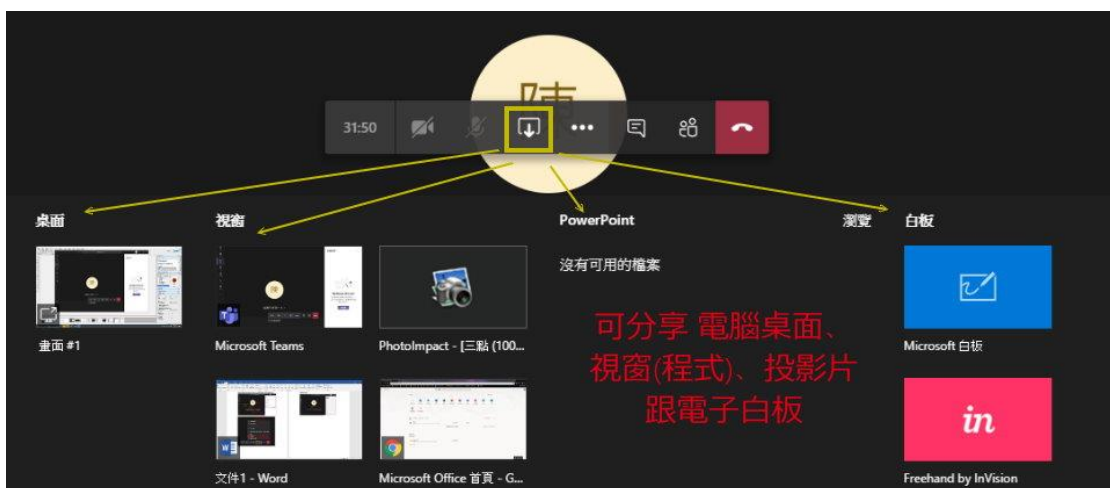 陳
31:50
桌面
視窗
PowerPoint
瀏覽
白板
沒有可用的檔案
可分享 電腦桌面、
視窗(程式)、投影片
跟電子白板
畫面 #1
Microsoft Teams
PhotoImpact - [三點 (100...
Microsoft 白板
in
文件1 - Word
Microsoft Office 首頁 - G...
Freehand by InVision